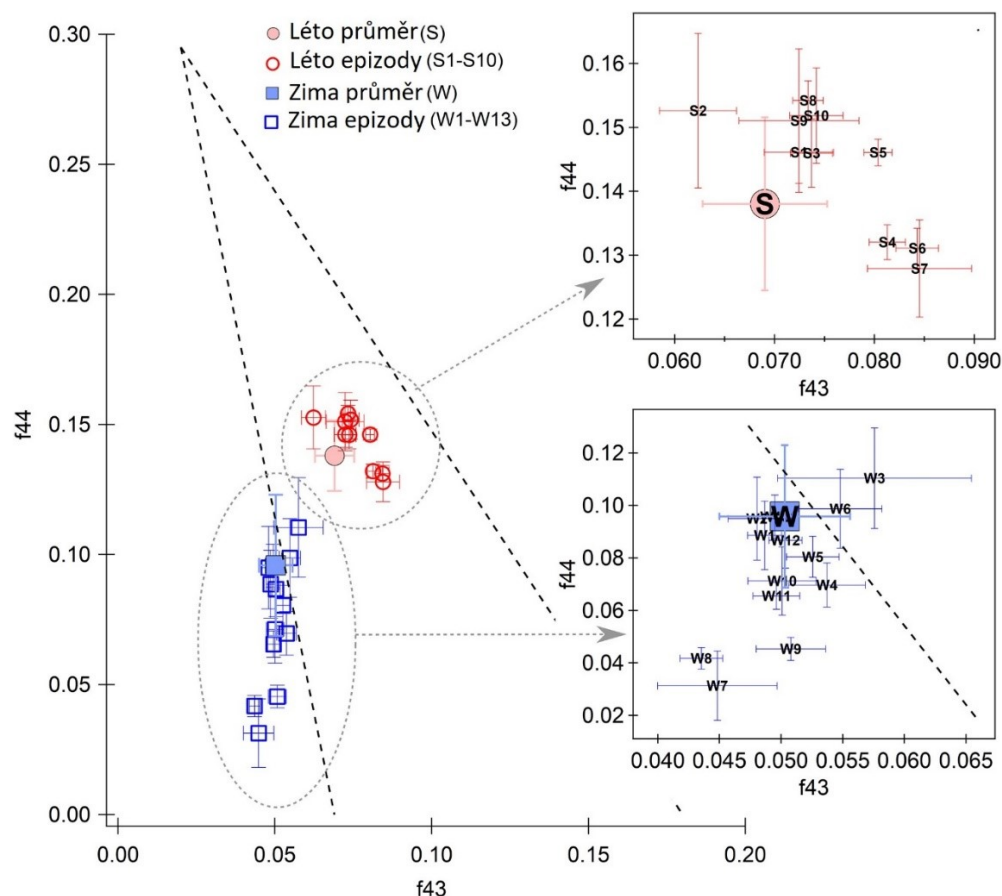 Léto průměr (S)
Léto epizody (S1-S10)
Zima průměr (W)
Zima epizody (W1-W13)
0.30
0.25
0.20
0.15
0.10
0.05
0.00
f44
0.00
0.05
0.10
0.15
0.20
f43
0.16
0.15
0.14
0.13
0.12
f44
S2
S8
S10
S9
S3
S5
S
S4
S6
S7
0.060
0.070
0.080
0.090
f43
0.12
0.10
0.08
0.06
0.04
0.02
f44
W3
W6
W
W12
W5
W10
W4
W11
W9
W8
W7
0.040
0.045
0.050
0.055
0.060
0.065
f43